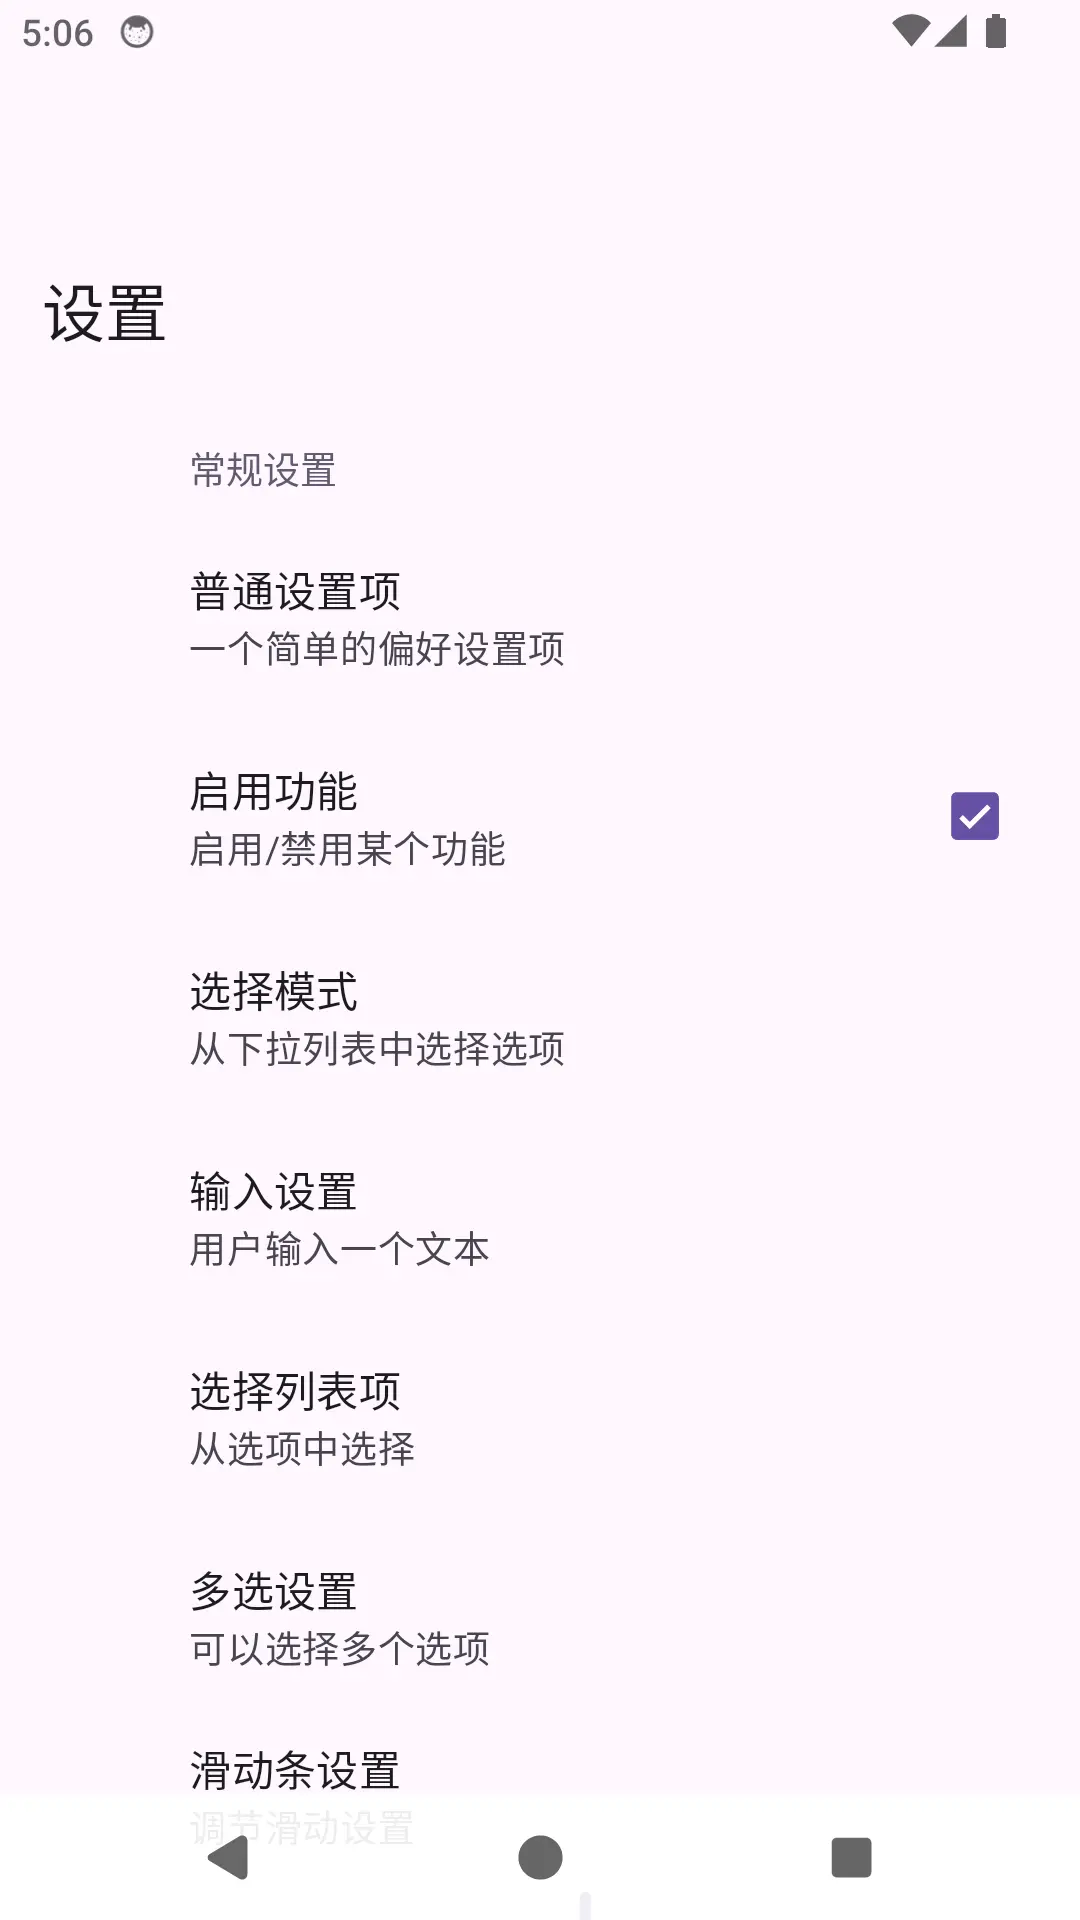 5:06
设置
常规设置
普通设置项
一个简单的偏好设置项
启用功能
启用/禁用某个功能
选择模式
从下拉列表中选择选项
输入设置
用户输入一个文本
选择列表项
从选项中选择
多选设置
可以选择多个选项
滑动条设置
调节滑动设置